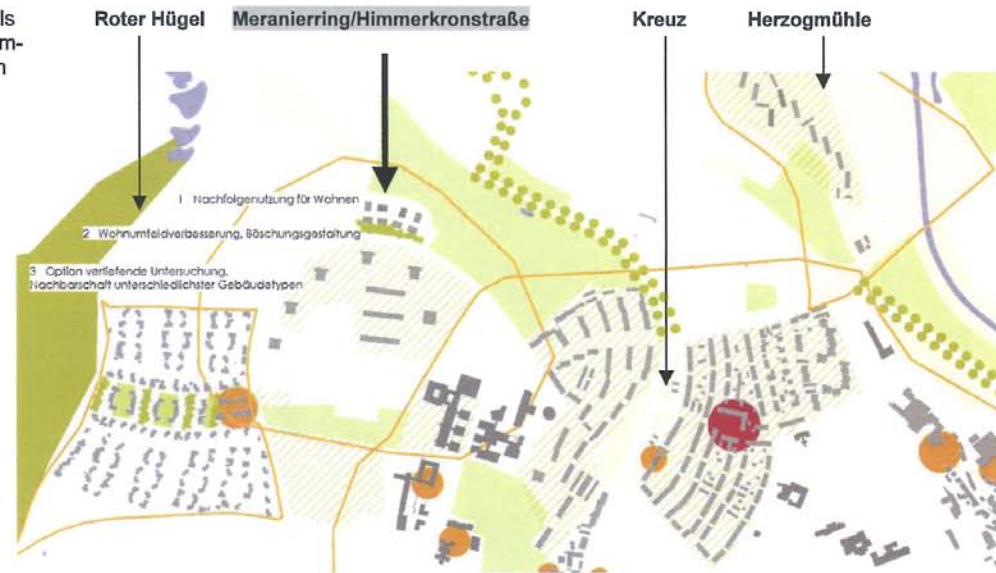 ls
m-
n
Roter Hügel
Meranierring/Himmerkronstraße
Kreuz
Herzogmühle
1 Nachfolgenutzung für Wohnen
2 Wohnumfeldverbesserung, Böschungsgestaltung
3 Option vertiefende Untersuchung,
Nachbarschaft unterschiedlichster Gebäudetypen